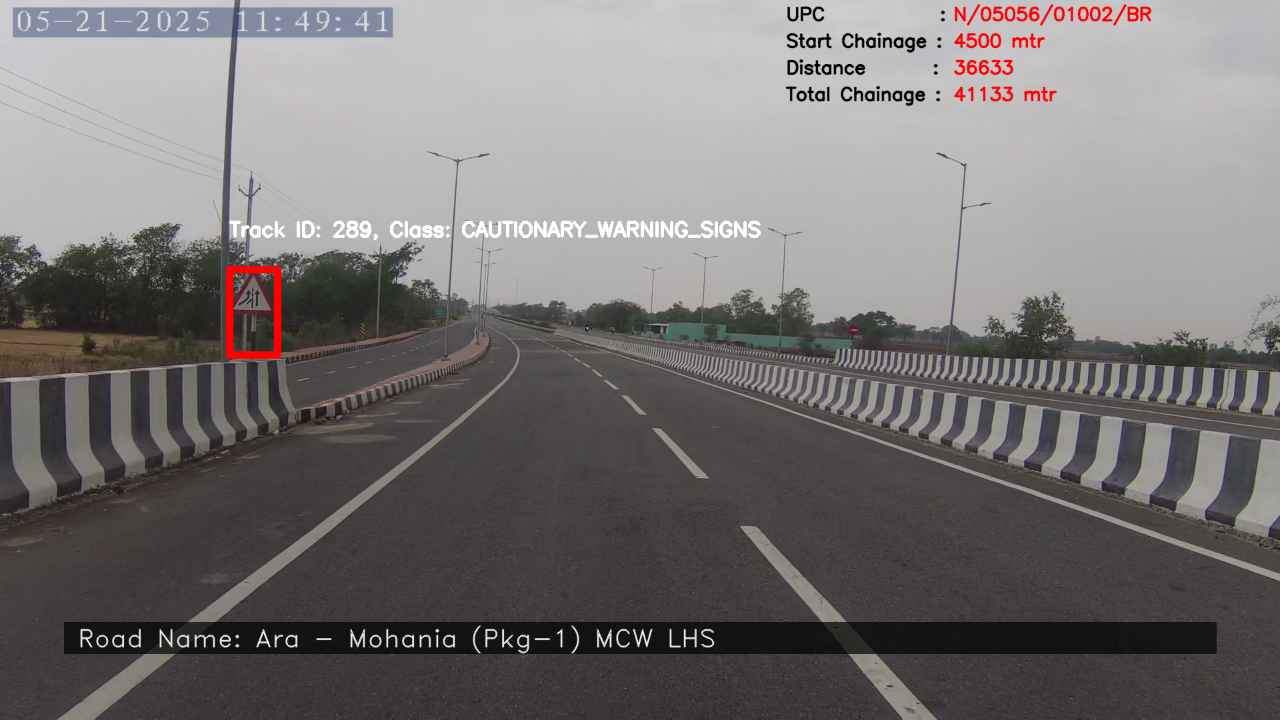 05-21-2025 11:49:41
UPC : N/05056/01002/BR
Start Chainage : 4500 mtr
Distance : 36633
Total Chainage : 41133 mtr
Track ID: 289, Class: CAUTIONARY_WARNING_SIGNS
Road Name: Ara - Mohania (Pkg-1) MCW LHS